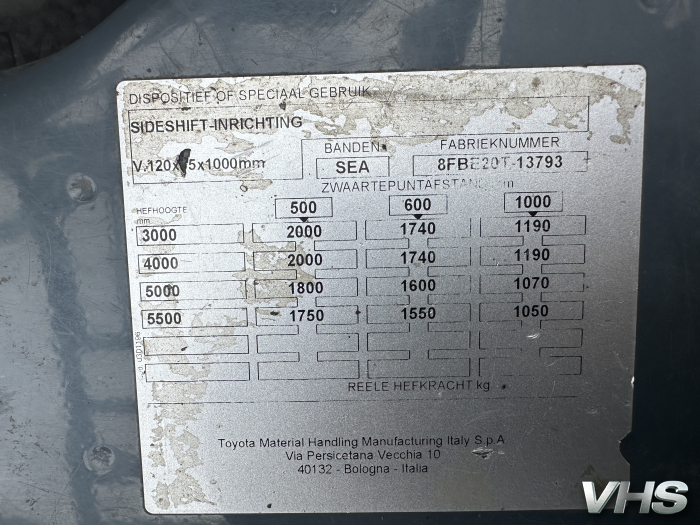 DISPOSITIEF OF SPECIAAL GEBRUIK
SIDESHIFT-INRICHTING
BANDEN
FABRIEKNUMMER
SEA
8FBE20T-13793
HEFHOOGTE
mm
500 600 1000
3000 2000 1740 1190
4000 2000 1740 1190
5000 1800 1600 1070
5500 1750 1550 1050
REELE HEFKRACHT kg
Toyota Material Handling Manufacturing Italy S.p.A
Via Persicetana Vecchia 10
40132 - Bologna - Italia
VHS